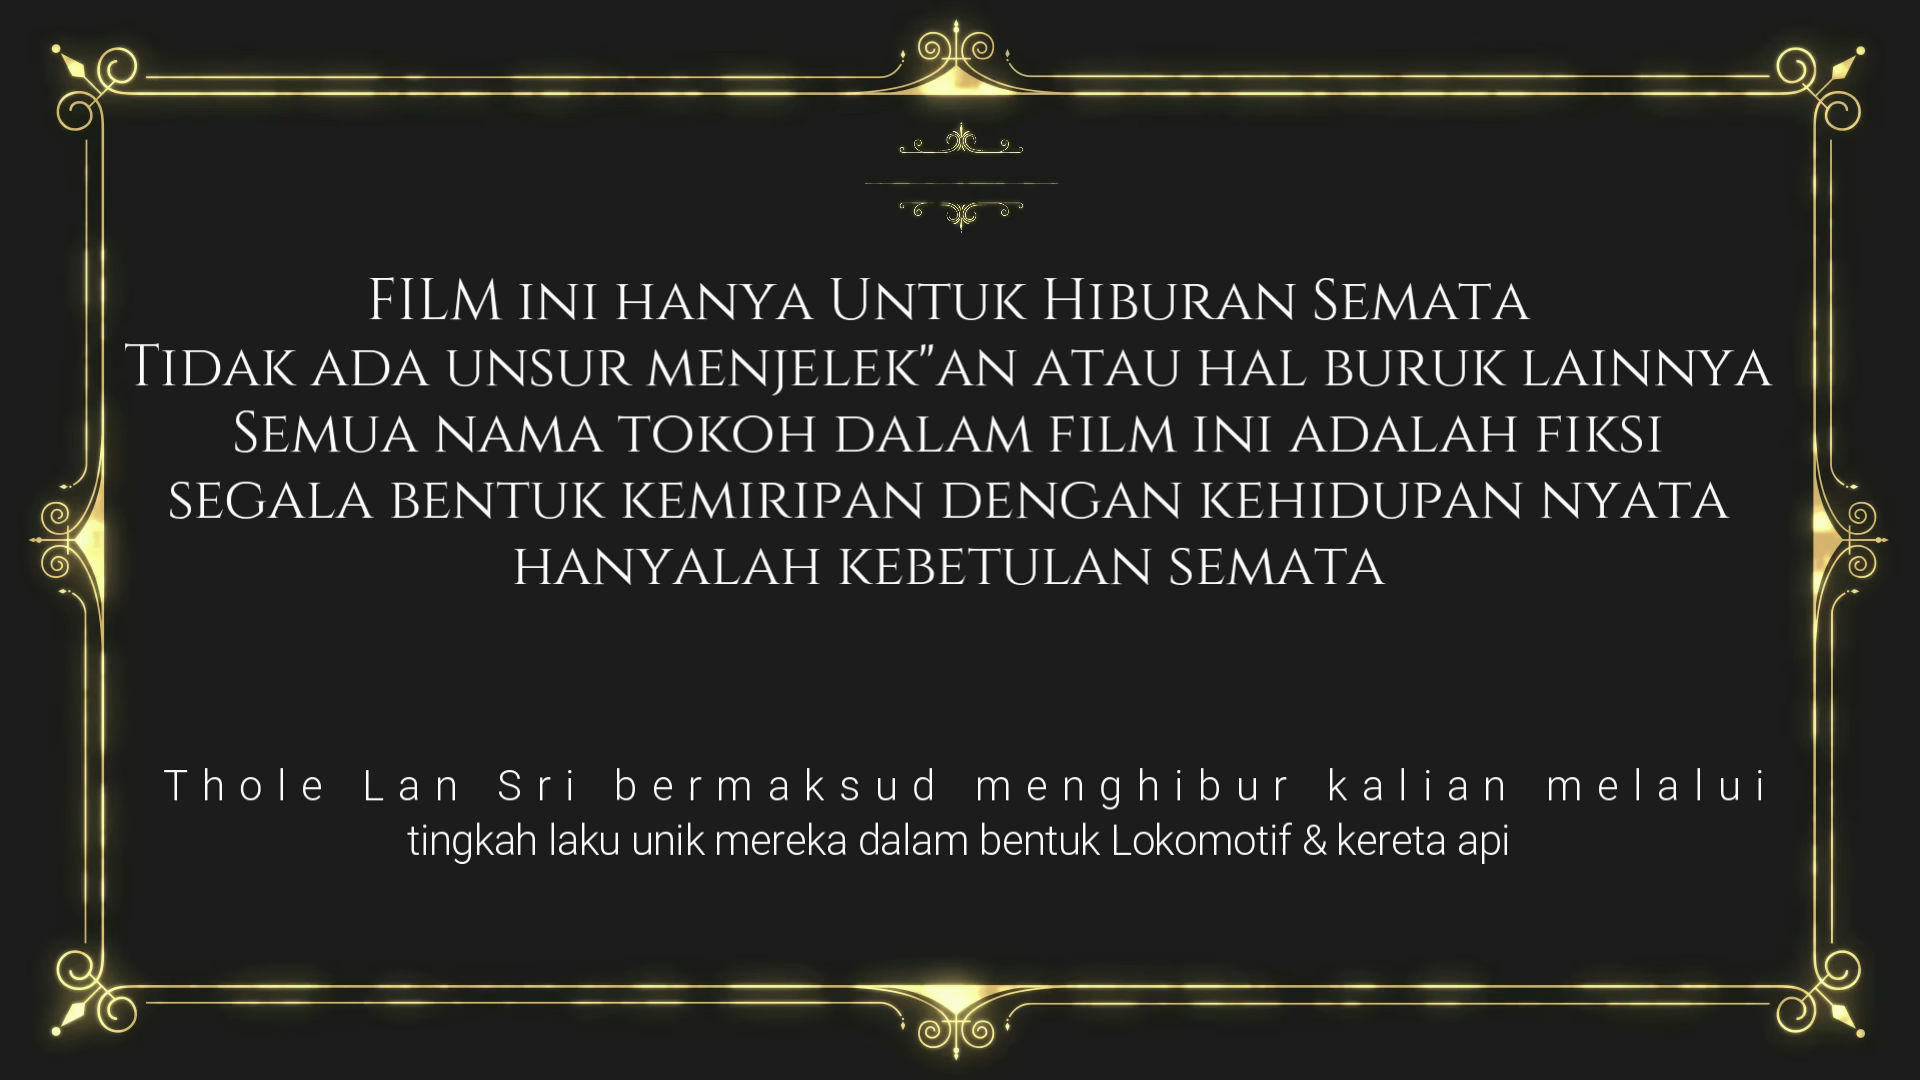 FILM INI HANYA UNTUK HIBURAN SEMATA
TIDAK ADA UNSUR MENJELEK"AN ATAU HAL BURUK LAINNYA
SEMUA NAMA TOKOH DALAM FILM INI ADALAH FIKSI
SEGALA BENTUK KEMIRIPAN DENGAN KEHIDUPAN NYATA
HANYALAH KEBETULAN SEMATA
Thole Lan Sri bermaksud menghibur kalian melalui
tingkah laku unik mereka dalam bentuk Lokomotif & kereta api